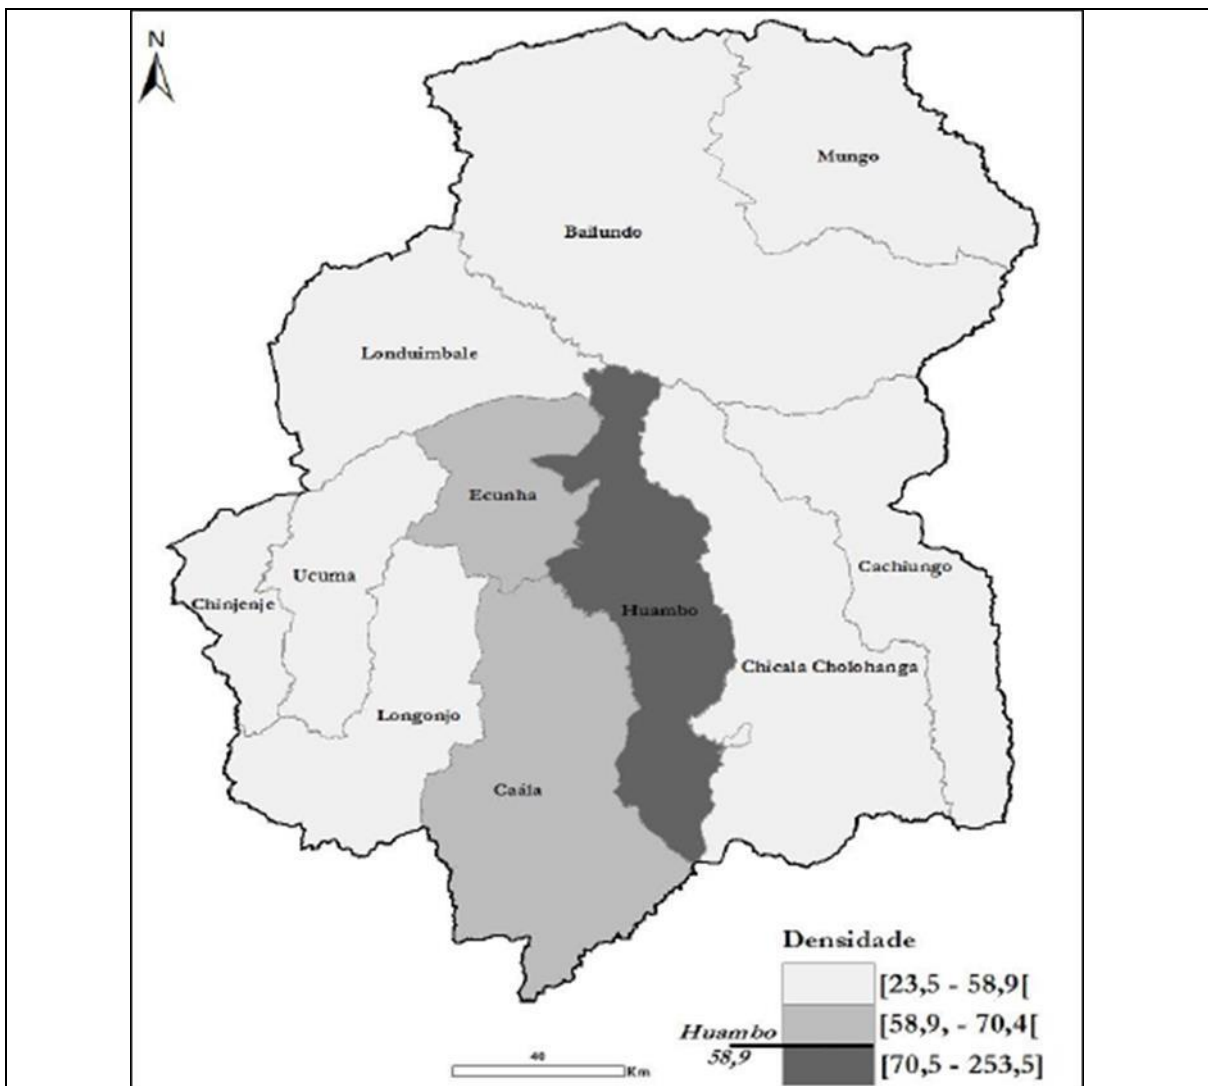 N
Mungo
Bailundo
Londuimbale
Ecunha
Cachiungo
Ucuma
Chinjenje
Huambo
Chicala Cholohanga
Longonjo
Caála
Densidade
[23,5 - 58,9[
[58,9, - 70,4[
Huambo
58,9
[70,5 - 253,5]
40
Km